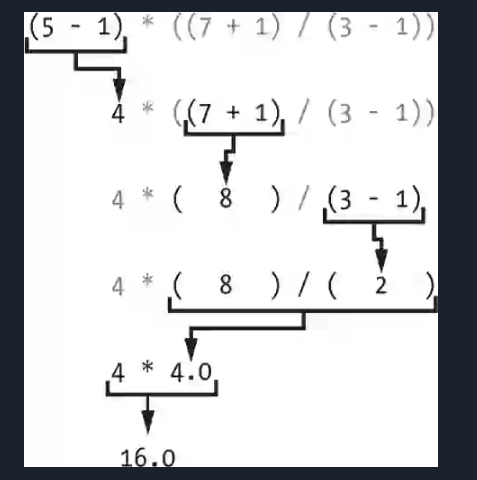 (5 - 1) * ((7 + 1) / (3 - 1))
4 * ((7 + 1) / (3 - 1))
4 * ( 8 ) / (3 - 1)
4 * ( 8 ) / ( 2 )
4 * 4.0
16.0